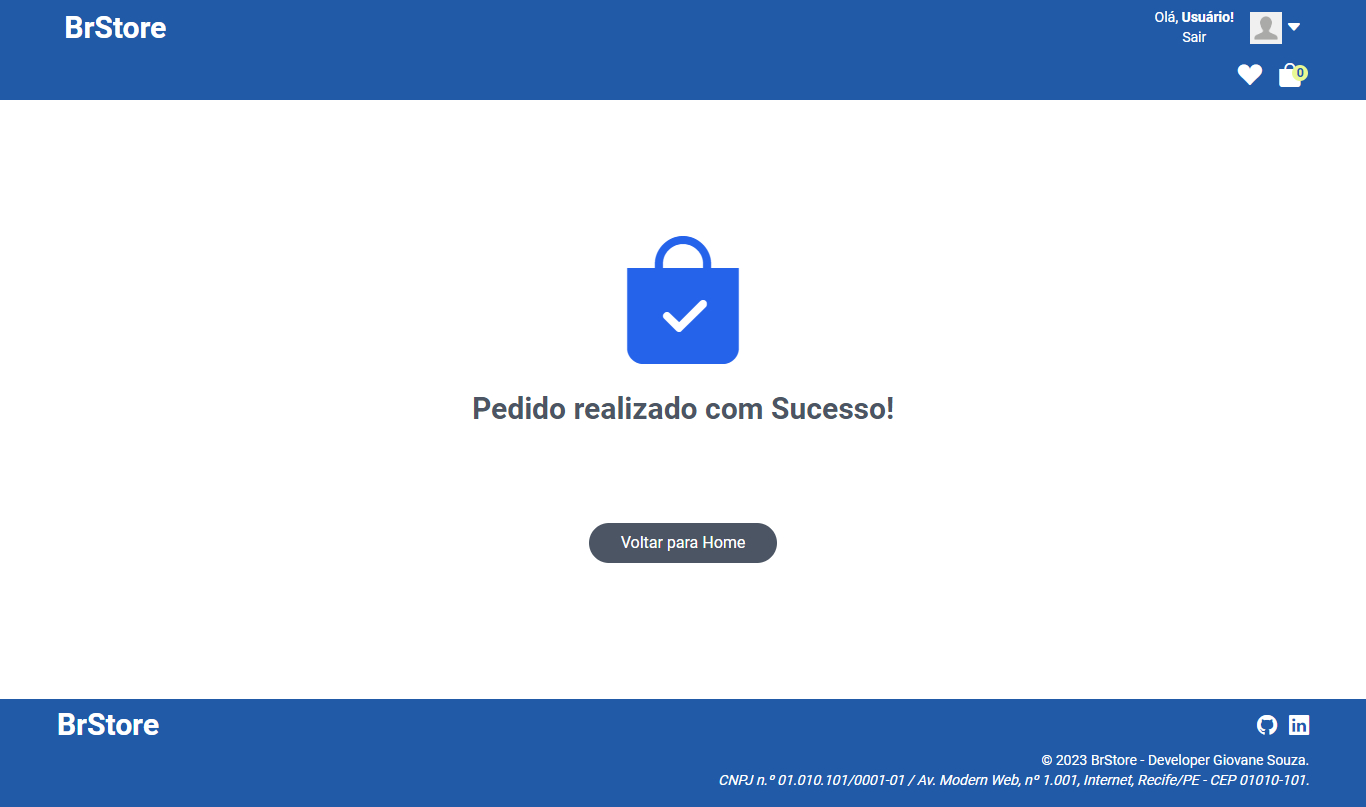 BrStore
Olá, Usuário!
Sair
0
Pedido realizado com Sucesso!
Voltar para Home
BrStore
in
© 2023 BrStore - Developer Giovane Souza.
CNPJ n.º 01.010.101/0001-01 / Av. Modern Web, nº 1.001, Internet, Recife/PE - CEP 01010-101.